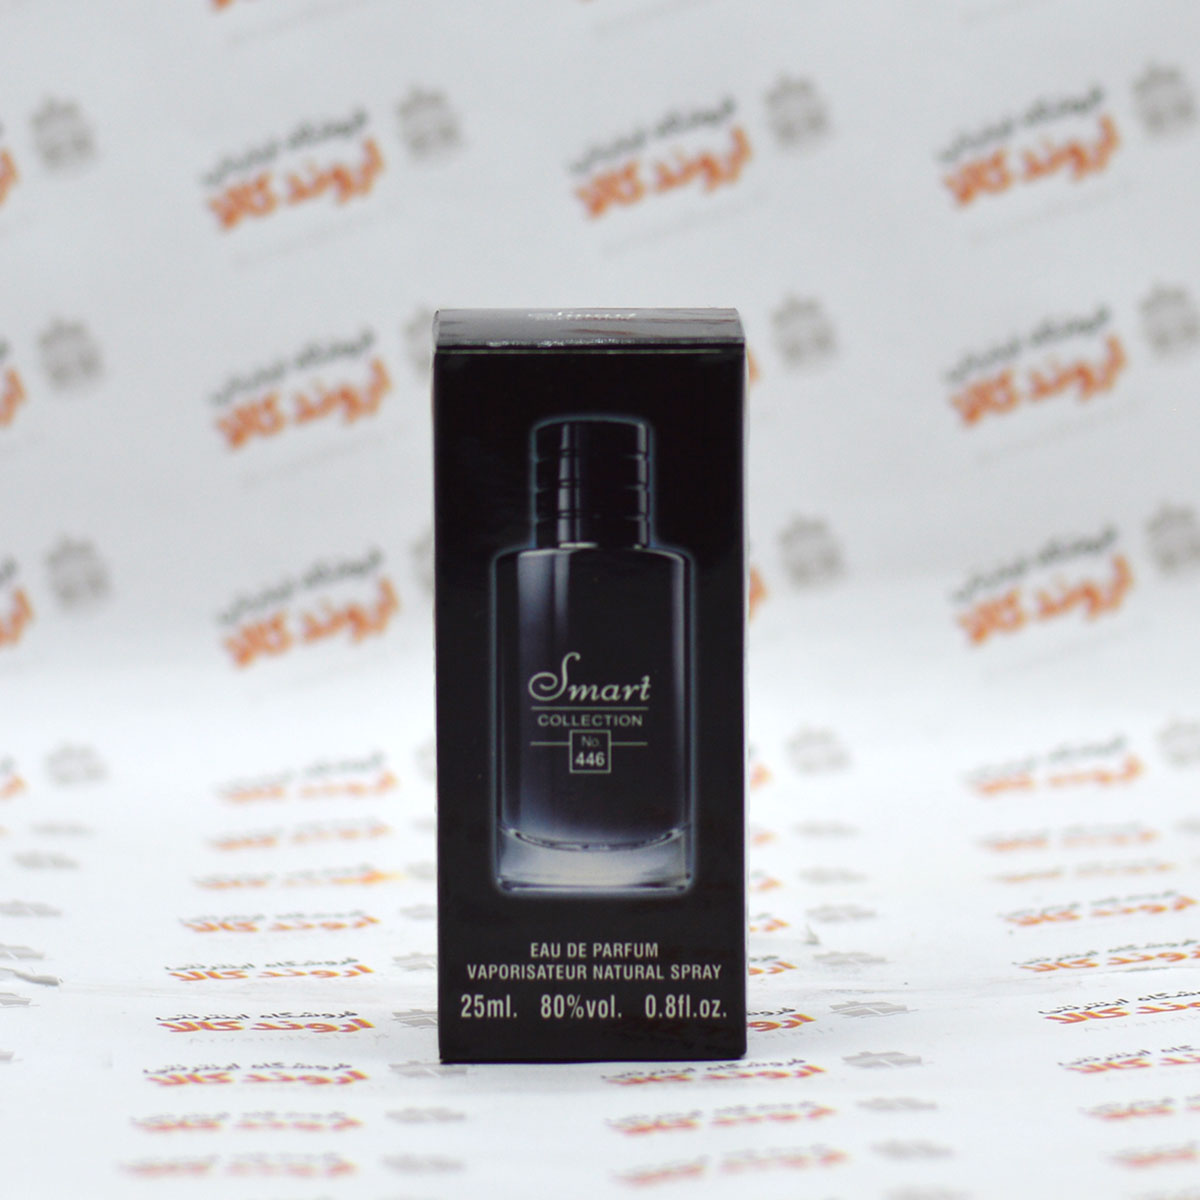 فروشگاه اینترنتی
اروند کالا
Smart
COLLECTION
No.
446
EAU DE PARFUM
VAPORISATEUR NATURAL SPRAY
25ml. 80%vol. 0.8fl.oz.